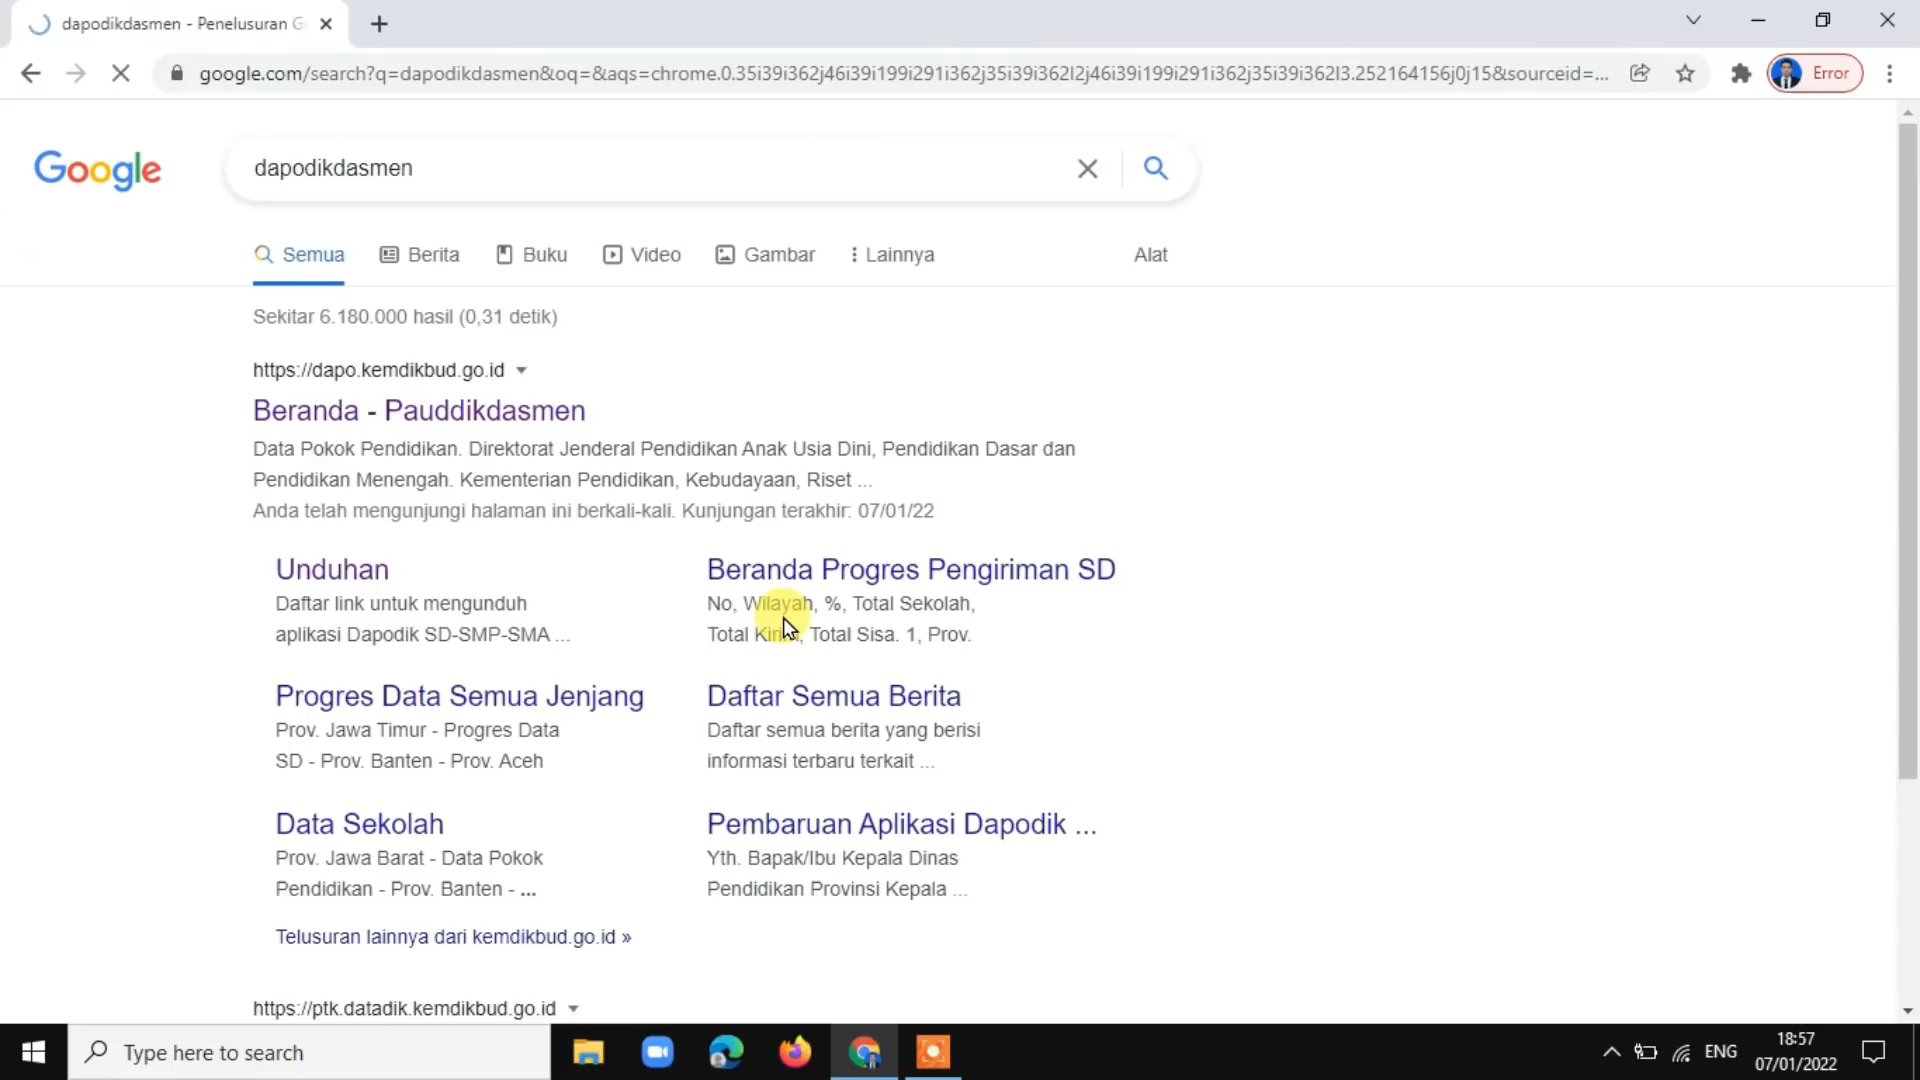 dapodikdasmen - Penelusuran G
google.com/search?q=dapodikdasmen&oq=&aqs=chrome.0.35i39i362j46i39i199i291i362j35i39i362l2j46i39i199i291i362j35i39i362l3.252164156j0j15&sourceid=...
Error
Google
dapodikdasmen
Semua Berita Buku Video Gambar Lainnya Alat
Sekitar 6.180.000 hasil (0,31 detik)
https://dapo.kemdikbud.go.id
Beranda - Pauddikdasmen
Data Pokok Pendidikan. Direktorat Jenderal Pendidikan Anak Usia Dini, Pendidikan Dasar dan
Pendidikan Menengah. Kementerian Pendidikan, Kebudayaan, Riset ...
Anda telah mengunjungi halaman ini berkali-kali. Kunjungan terakhir: 07/01/22
Unduhan
Daftar link untuk mengunduh
aplikasi Dapodik SD-SMP-SMA ...
Beranda Progres Pengiriman SD
No, Wilayah, %, Total Sekolah,
Total Kirim, Total Sisa. 1, Prov.
Progres Data Semua Jenjang
Prov. Jawa Timur - Progres Data
SD - Prov. Banten - Prov. Aceh
Daftar Semua Berita
Daftar semua berita yang berisi
informasi terbaru terkait ...
Data Sekolah
Prov. Jawa Barat - Data Pokok
Pendidikan - Prov. Banten - ...
Pembaruan Aplikasi Dapodik ...
Yth. Bapak/Ibu Kepala Dinas
Pendidikan Provinsi Kepala ...
Telusuran lainnya dari kemdikbud.go.id »
https://ptk.datadik.kemdikbud.go.id
Type here to search
ENG
18:57
07/01/2022